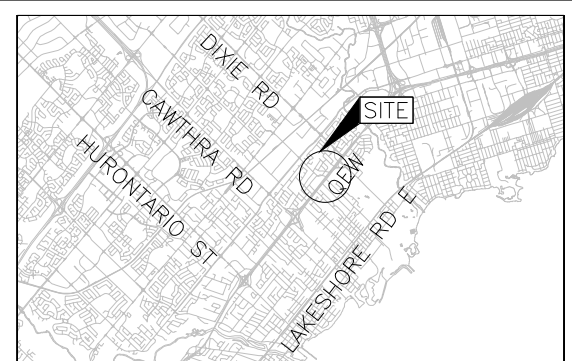 DIXIE RD
SITE
CAWTHRA RD
HURONTARIO ST
QEW
LAKESHORE RD E